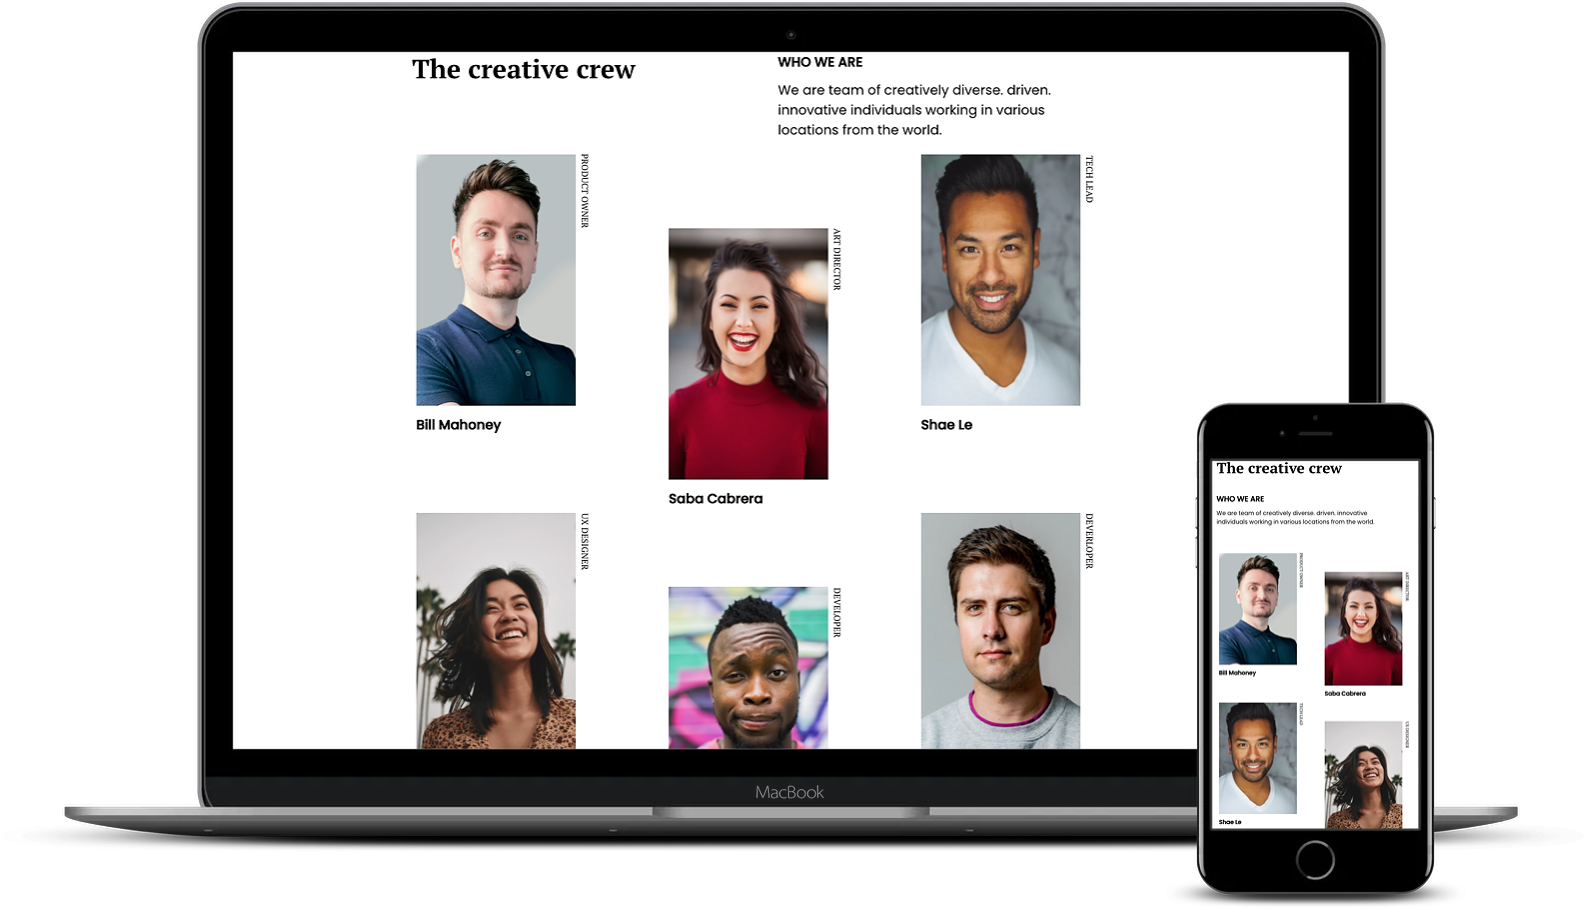 The creative crew
WHO WE ARE
We are team of creatively diverse. driven.
innovative individuals working in various
locations from the world.
PRODUCT OWNER
Bill Mahoney
ART DIRECTOR
Saba Cabrera
TECH LEAD
Shae Le
UX DESIGNER
DEVELOPER
DEVERLOPER
MacBook
The creative crew
WHO WE ARE
We are team of creatively diverse. driven. innovative
individuals working in various locations from the world.
PRODUCT OWNER
Bill Mahoney
ART DIRECTOR
Saba Cabrera
TECH LEAD
Shae Le
UX DESIGNER